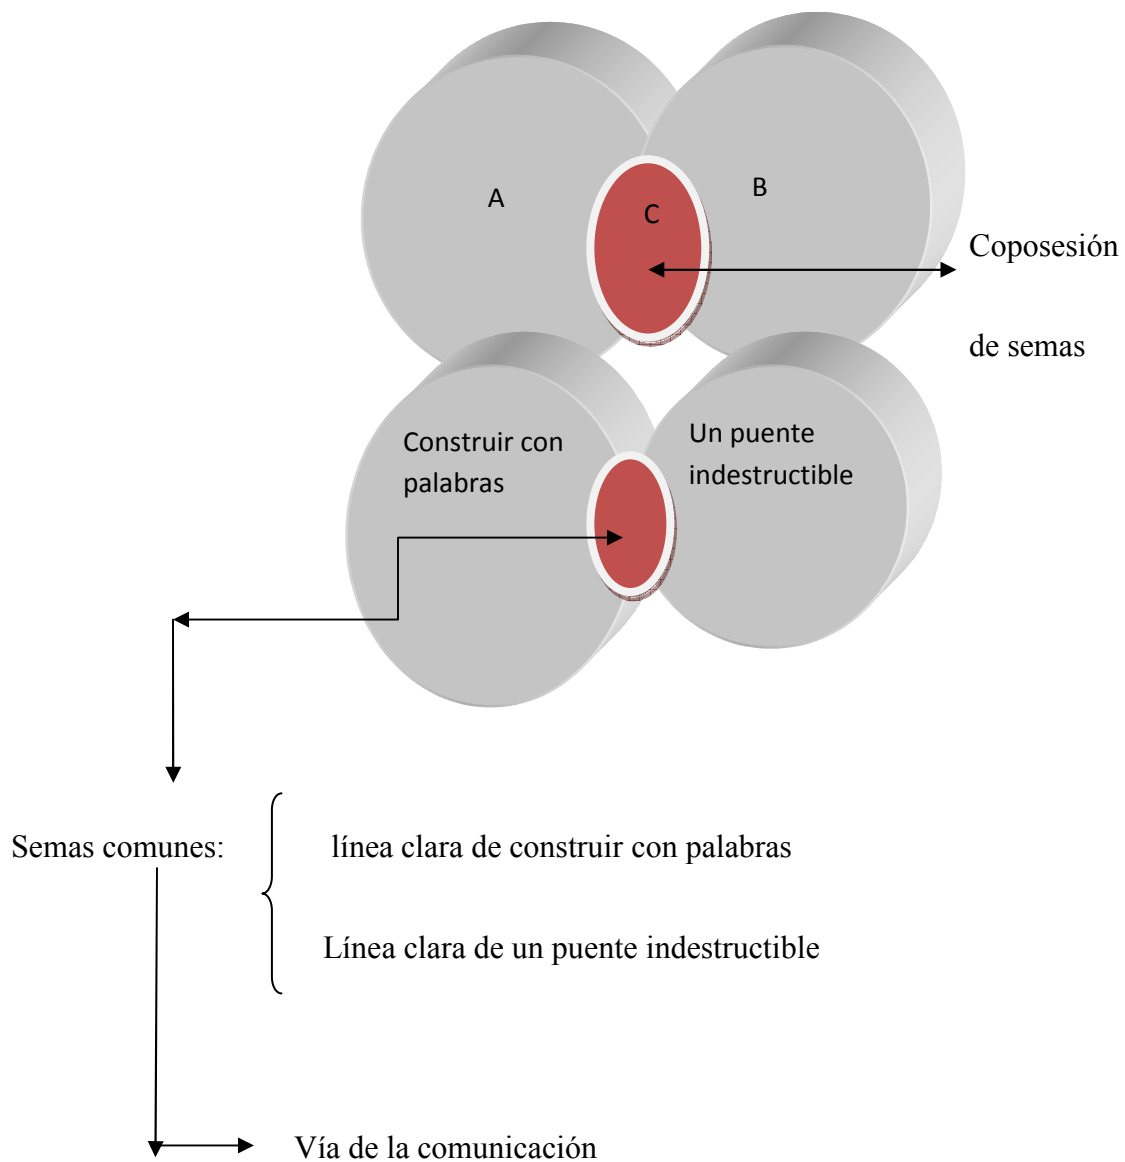 A
B
C
Coposesión
de semas
Construir con
palabras
Un puente
indestructible
Semas comunes:
línea clara de construir con palabras
Línea clara de un puente indestructible
Vía de la comunicación